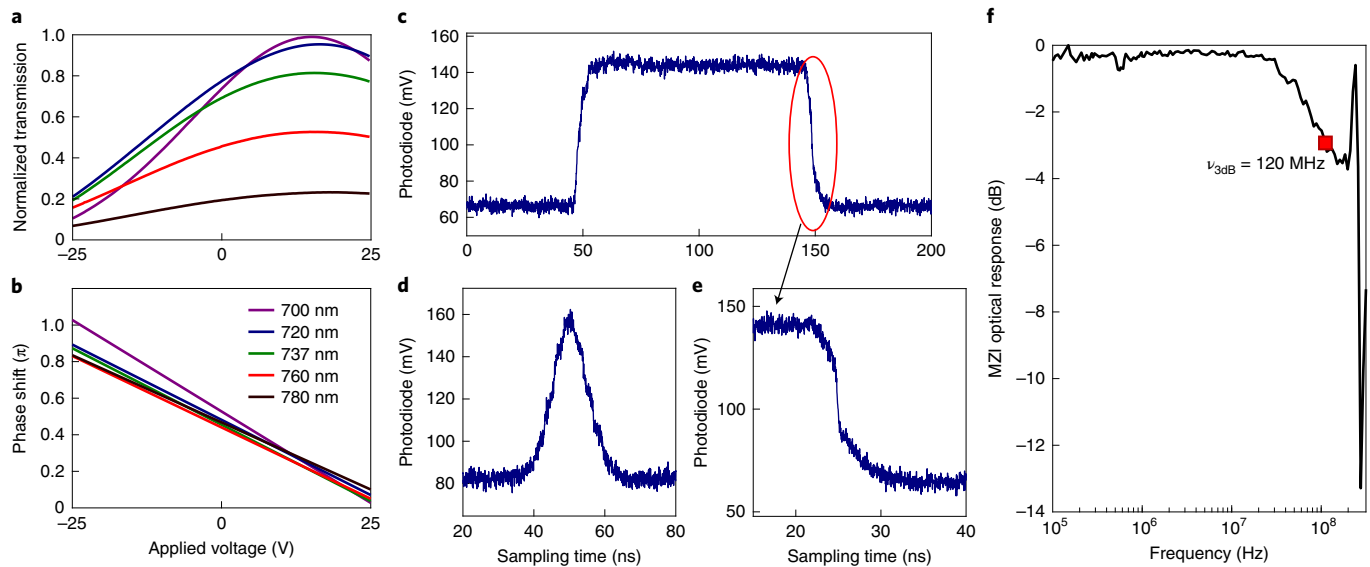 a
1.0
0.8
0.6
0.4
0.2
0
−25
0
25
Normalized transmission
b
1.0
0.8
0.6
0.4
0.2
0
−25
0
25
Phase shift (π)
Applied voltage (V)
700 nm
720 nm
737 nm
760 nm
780 nm
c
160
140
120
100
80
60
0
50
100
150
200
Photodiode (mV)
d
160
140
120
100
80
20
40
60
80
Photodiode (mV)
Sampling time (ns)
e
150
100
50
20
30
40
Photodiode (mV)
Sampling time (ns)
f
0
−2
−4
−6
−8
−10
−12
−14
10⁵
10⁶
10⁷
10⁸
MZI optical response (dB)
Frequency (Hz)
ν3dB = 120 MHz